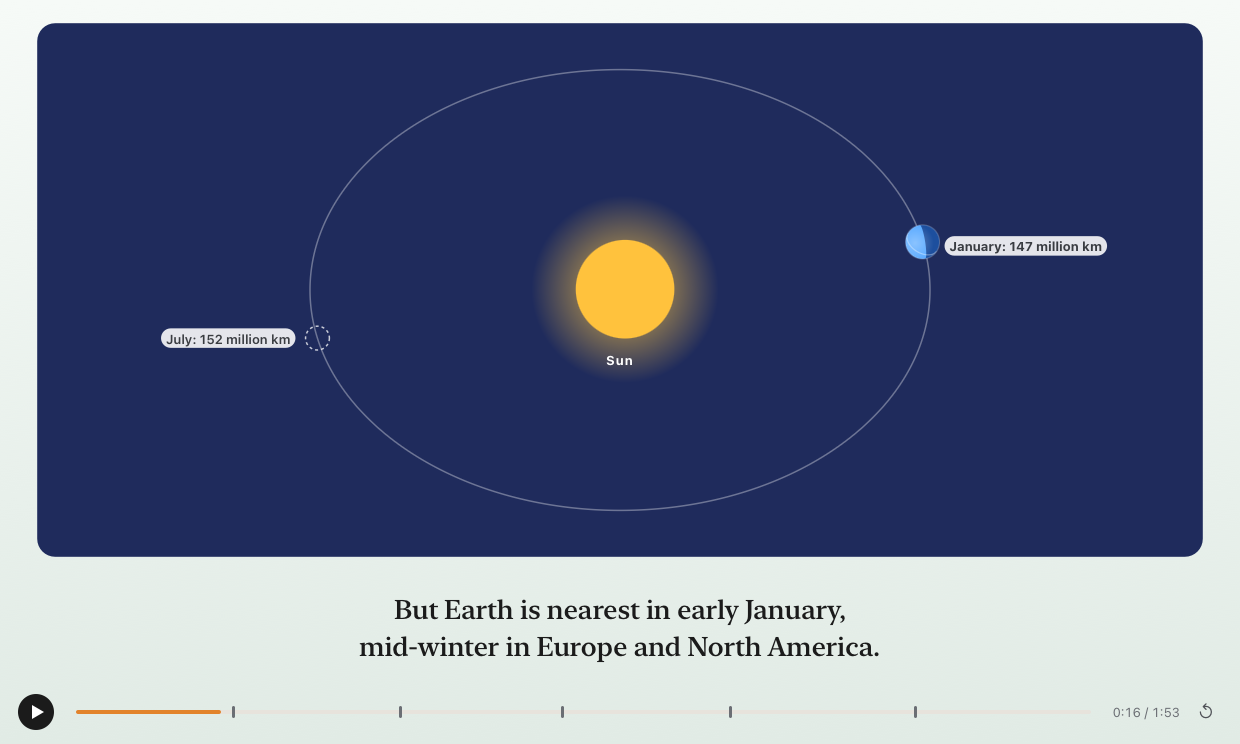 January: 147 million km
July: 152 million km
Sun
But Earth is nearest in early January,
mid-winter in Europe and North America.
0:16 / 1:53